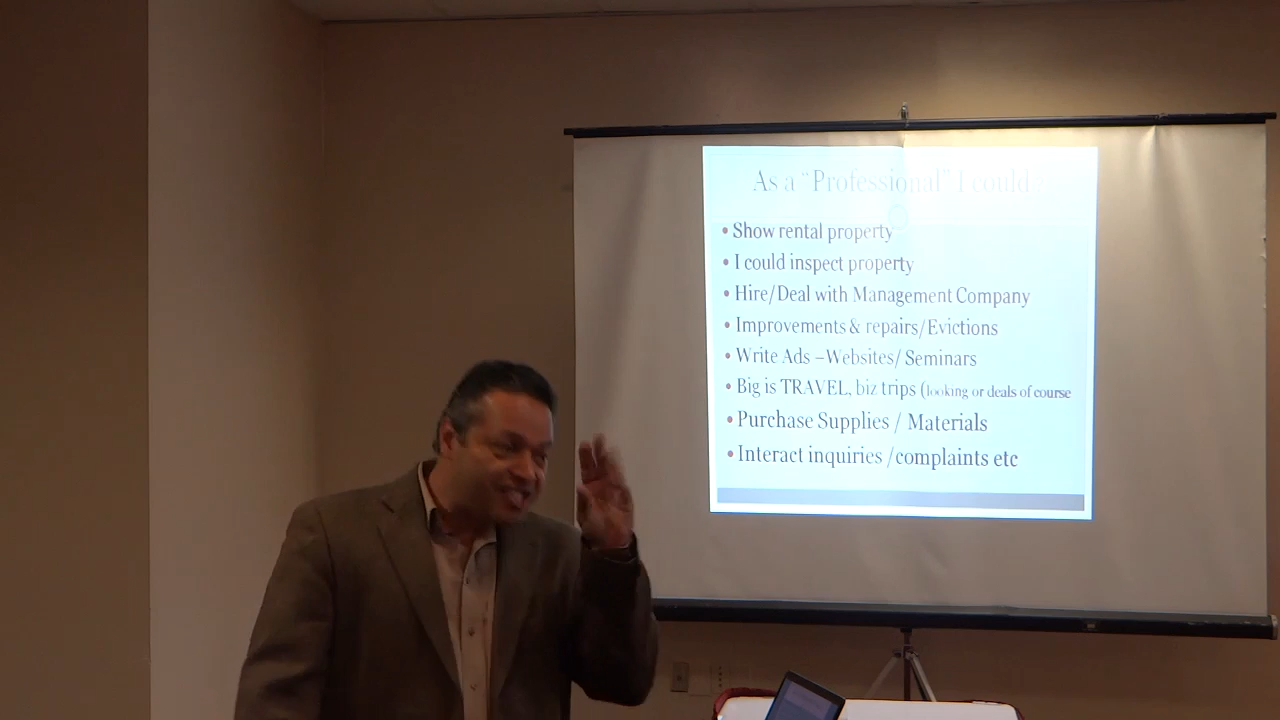 As a “Professional” I could ?
• Show rental property
• I could inspect property
• Hire/Deal with Management Company
• Improvements & repairs/Evictions
• Write Ads –Websites/ Seminars
• Big is TRAVEL, biz trips (looking or deals of course
• Purchase Supplies / Materials
• Interact inquiries /complaints etc